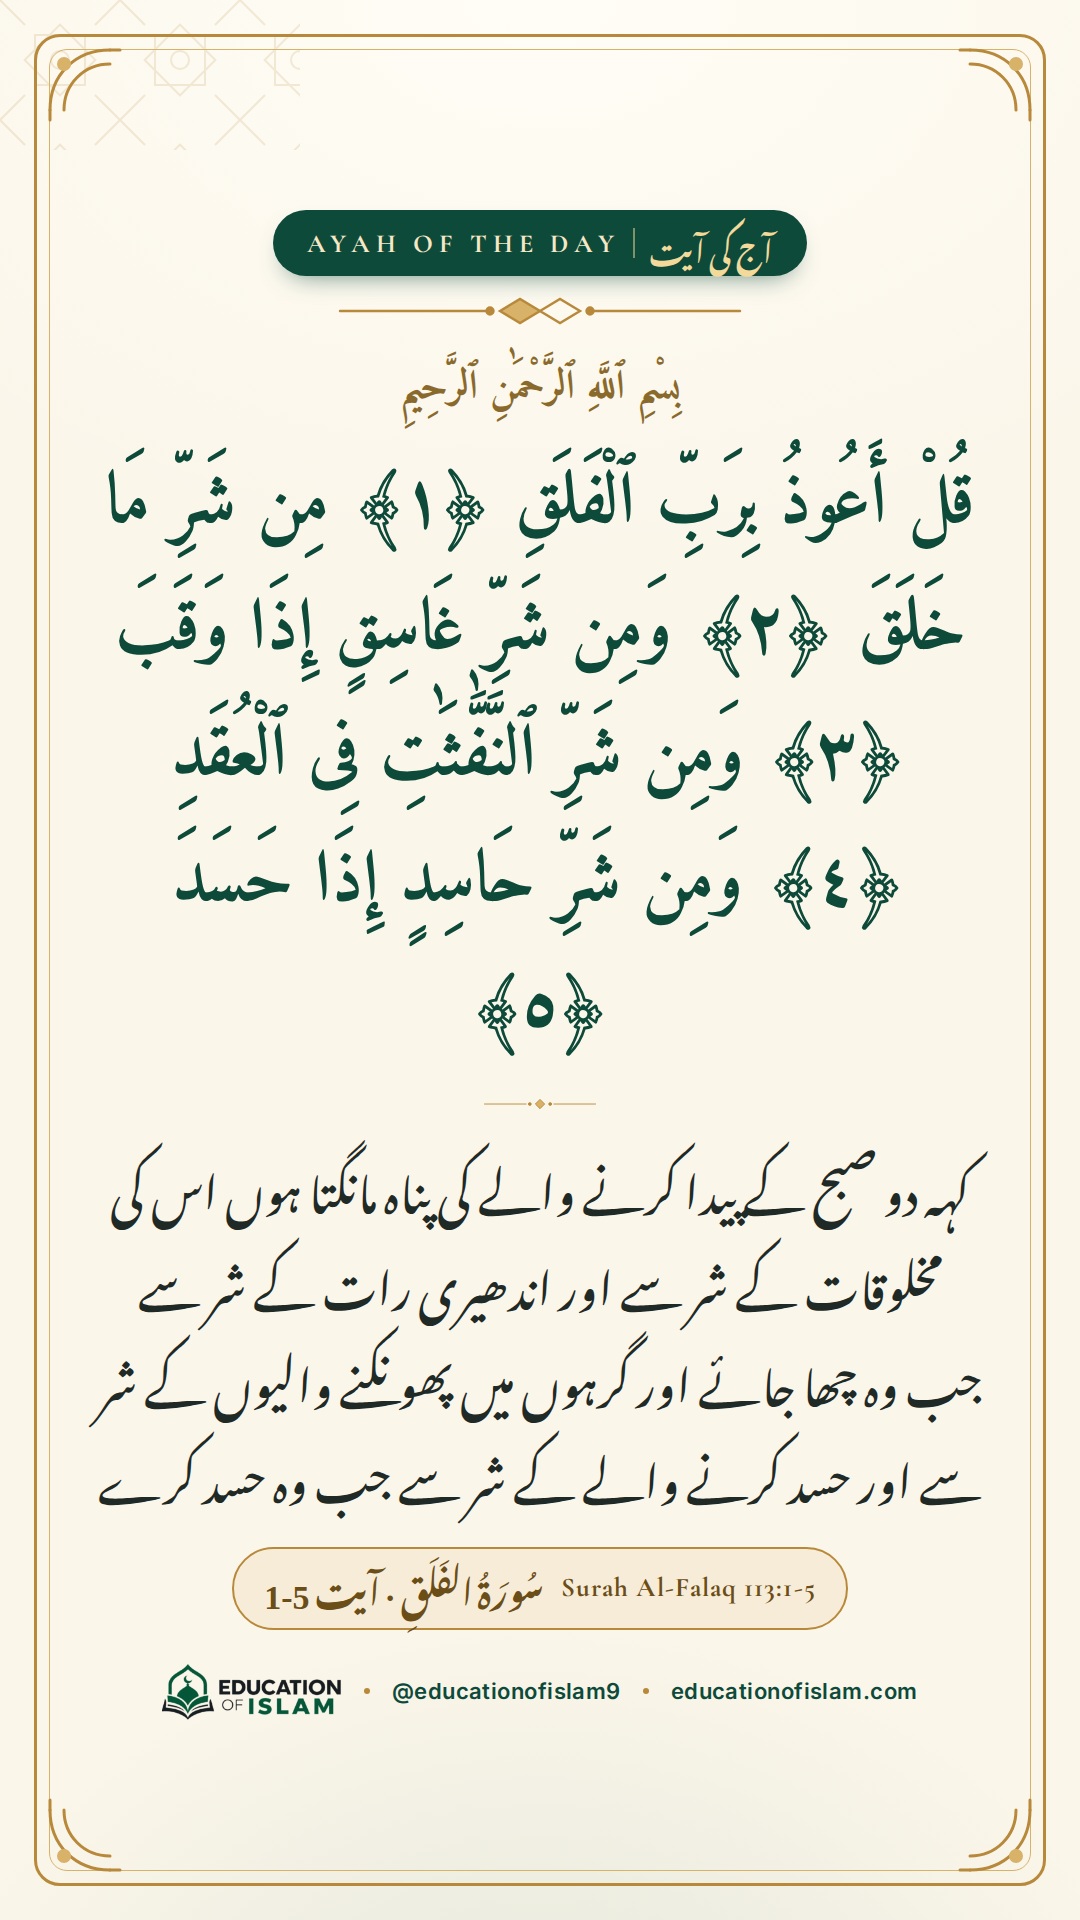 AYAH OF THE DAY | آج کی آیت
بِسْمِ ٱللَّهِ ٱلرَّحْمَٰنِ ٱلرَّحِيمِ
قُلْ أَعُوذُ بِرَبِّ ٱلْفَلَقِ ﴿١﴾ مِن شَرِّ مَا
خَلَقَ ﴿٢﴾ وَمِن شَرِّ غَاسِقٍ إِذَا وَقَبَ
﴿٣﴾ وَمِن شَرِّ ٱلنَّفَّٰثَٰتِ فِى ٱلْعُقَدِ
﴿٤﴾ وَمِن شَرِّ حَاسِدٍ إِذَا حَسَدَ
﴿٥﴾
کہہ دو صبح کے پیدا کرنے والے کی پناہ مانگتا ہوں اس کی
مخلوقات کے شر سے اور اندھیری رات کے شر سے
جب وہ چھا جائے اور گرہوں میں پھونکنے والیوں کے شر
سے اور حسد کرنے والے کے شر سے جب وہ حسد کرے
سُورَةُ الفَلَقِ · آیت 1-5 Surah Al-Falaq 113:1-5
EDUCATION OF ISLAM • @educationofislam9 • educationofislam.com